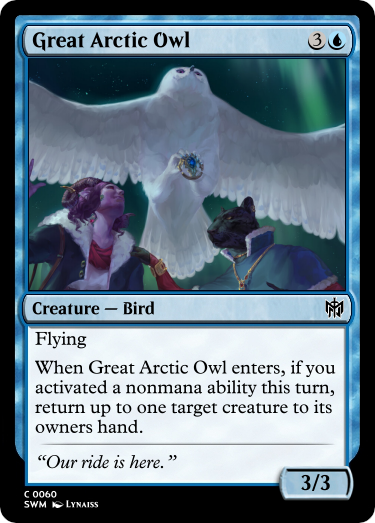 Great Arctic Owl 3
Creature — Bird
Flying
When Great Arctic Owl enters, if you
activated a nonmana ability this turn,
return up to one target creature to its
owners hand.
“Our ride is here.”
3/3
C 0060
SWM Lynaiss